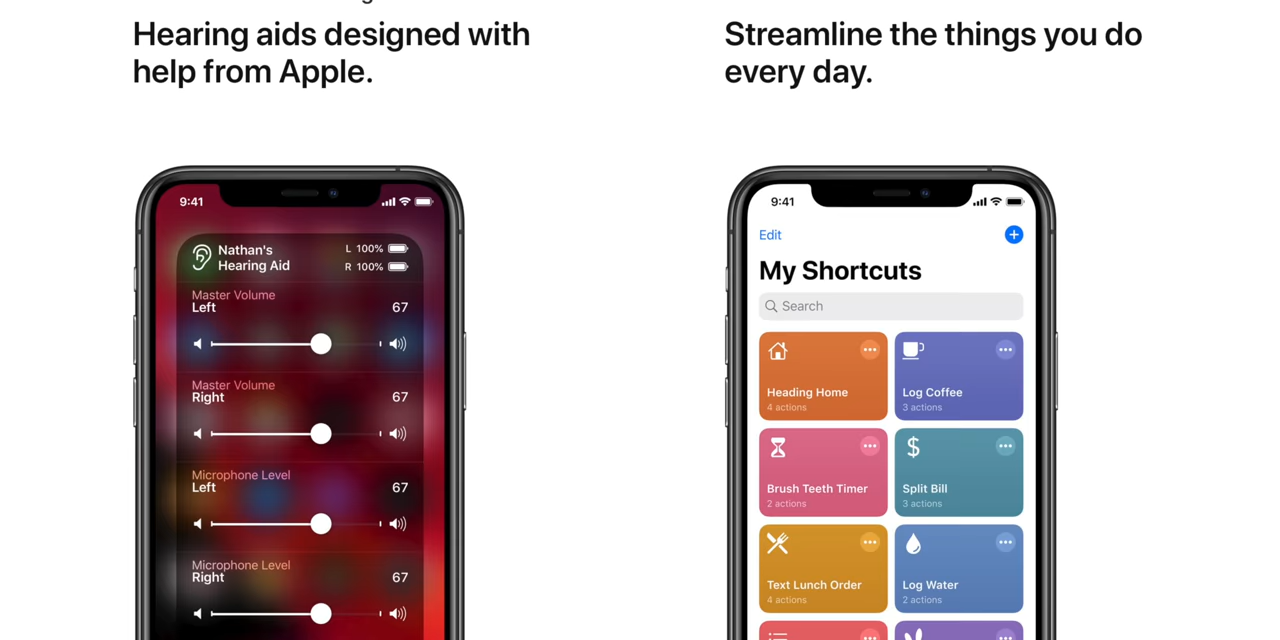 Hearing aids designed with
help from Apple.
9:41
Nathan's
Hearing Aid
L 100%
R 100%
Master Volume
Left
67
Master Volume
Right
67
Microphone Level
Left
67
Microphone Level
Right
67
Streamline the things you do
every day.
9:41
Edit
My Shortcuts
Search
Heading Home
4 actions
Log Coffee
3 actions
Brush Teeth Timer
2 actions
Split Bill
3 actions
Text Lunch Order
4 actions
Log Water
2 actions